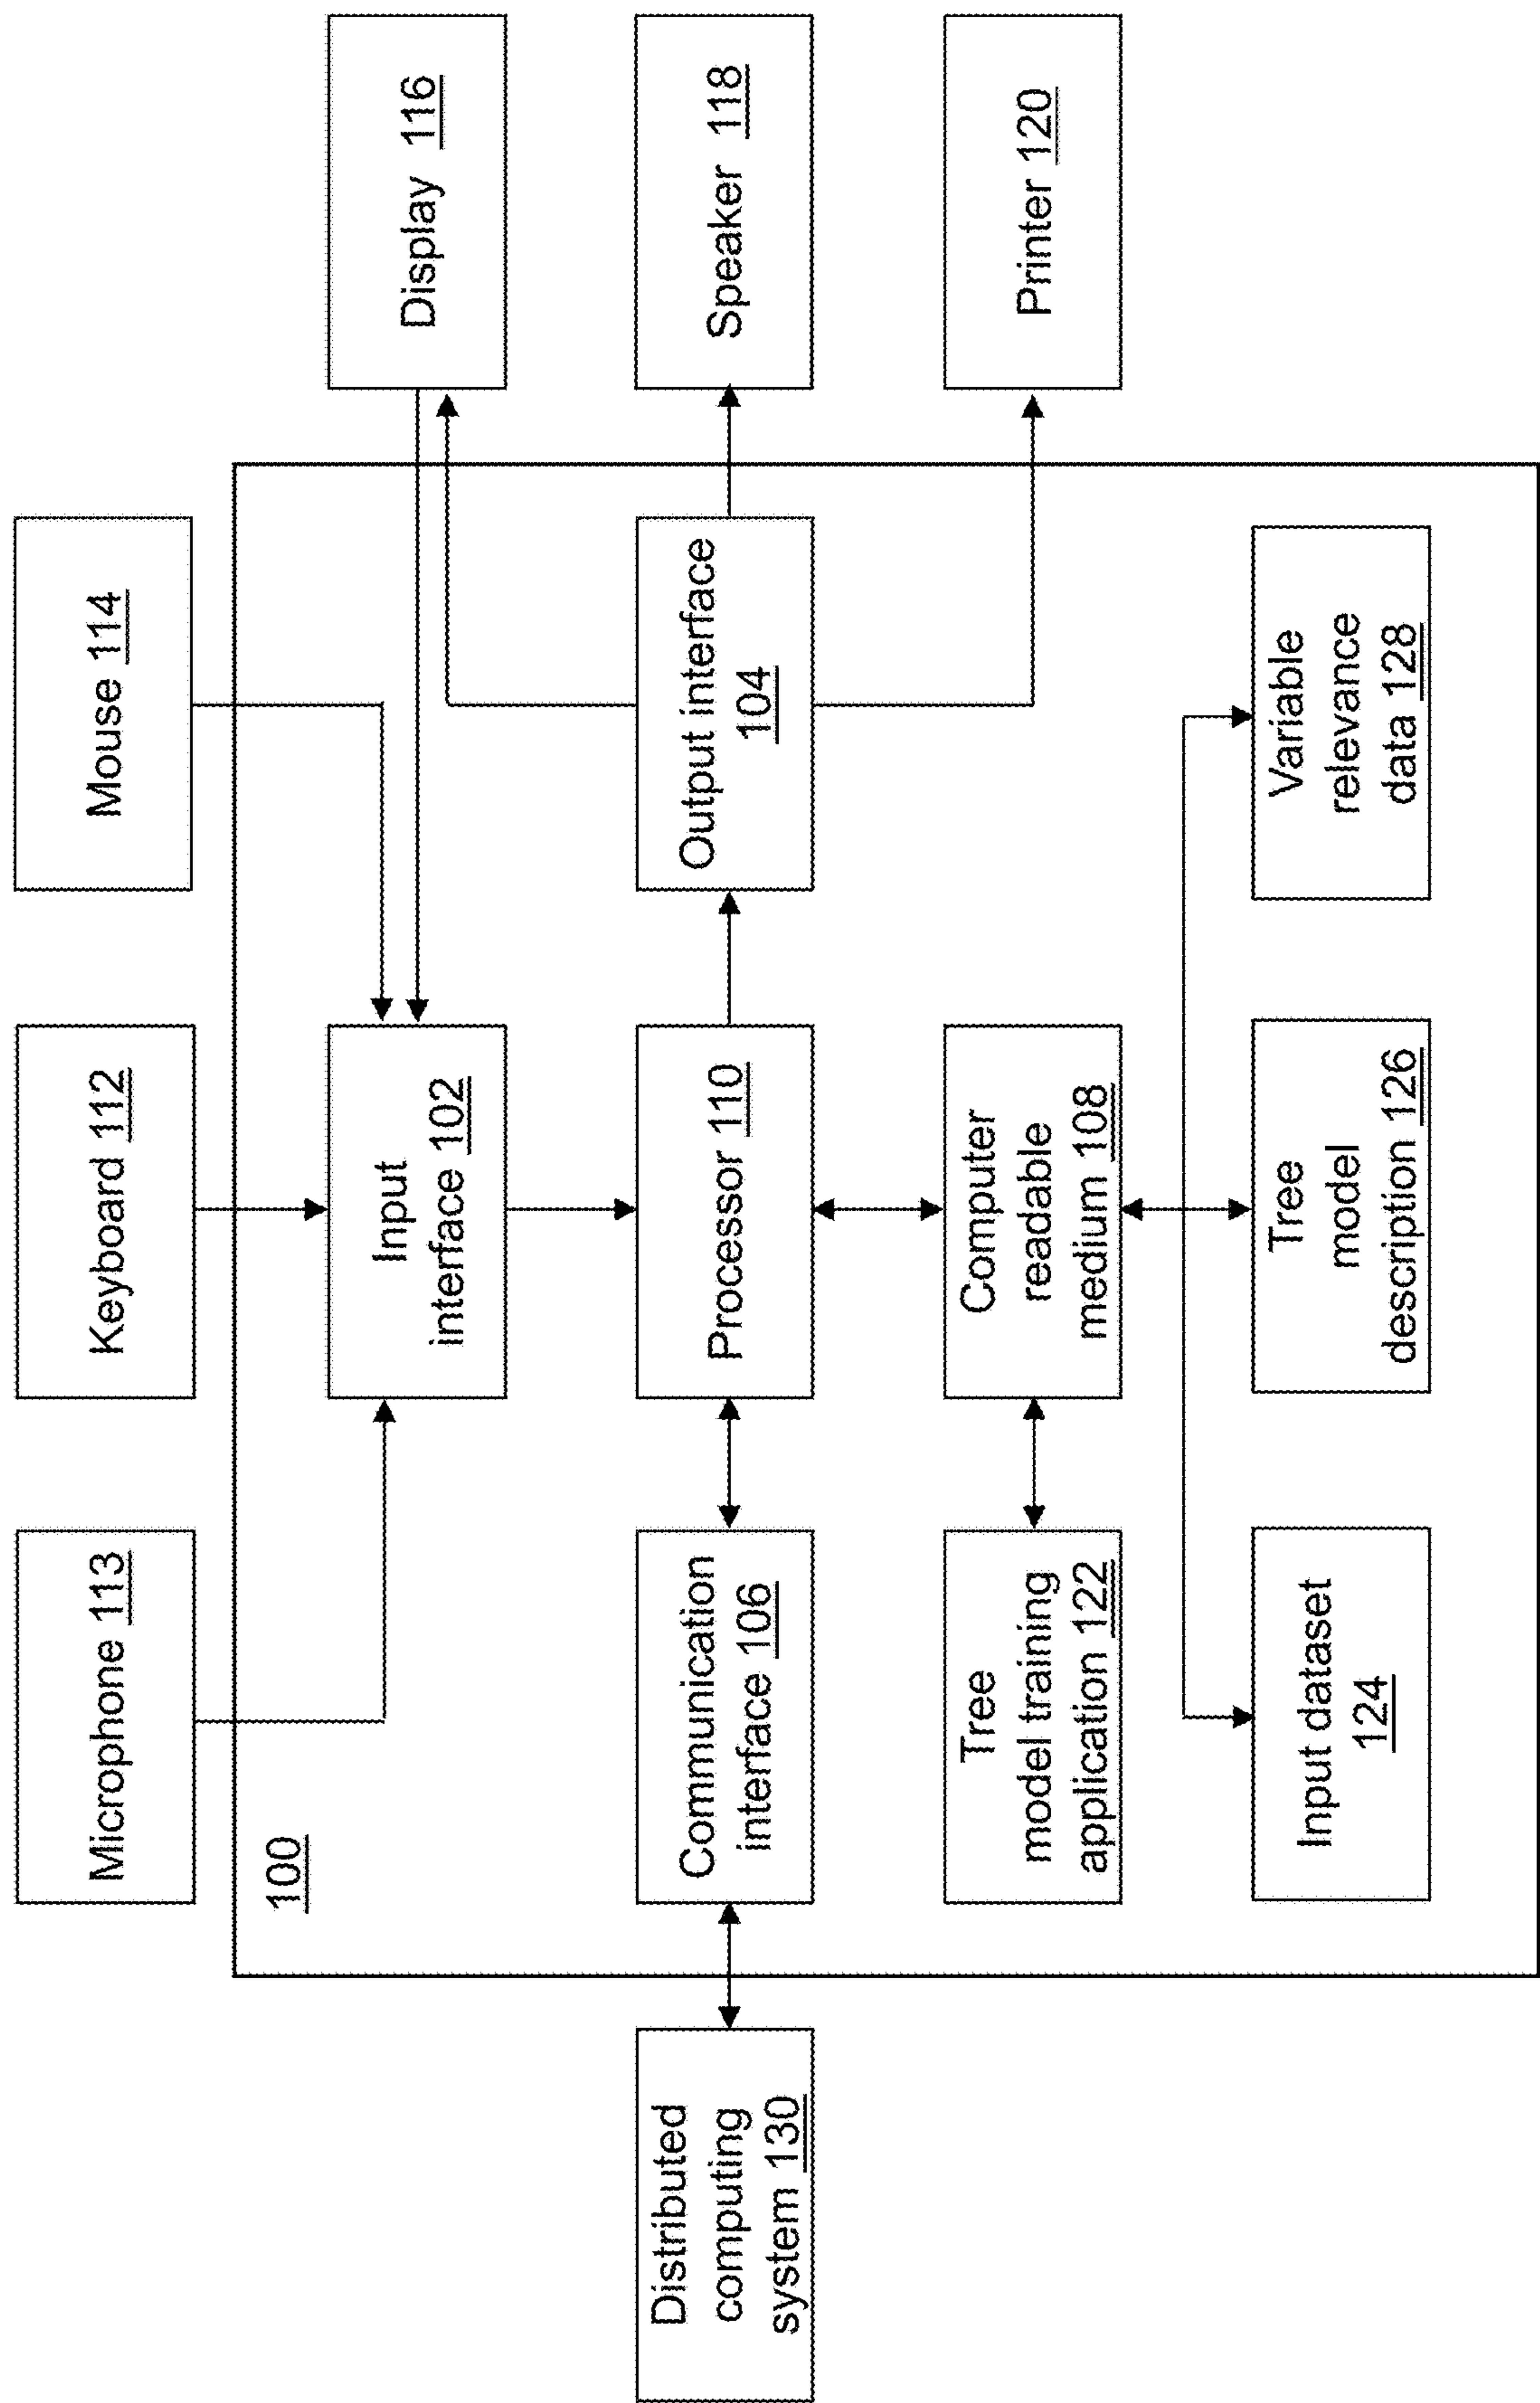 Microphone 113
Keyboard 112
Mouse 114
100
Input
interface 102
Display 116
Distributed
computing
system 130
Communication
interface 106
Processor 110
Output interface
104
Speaker 118
Tree
model training
application 122
Computer
readable
medium 108
Printer 120
Input dataset
124
Tree
model
description 126
Variable
relevance
data 128